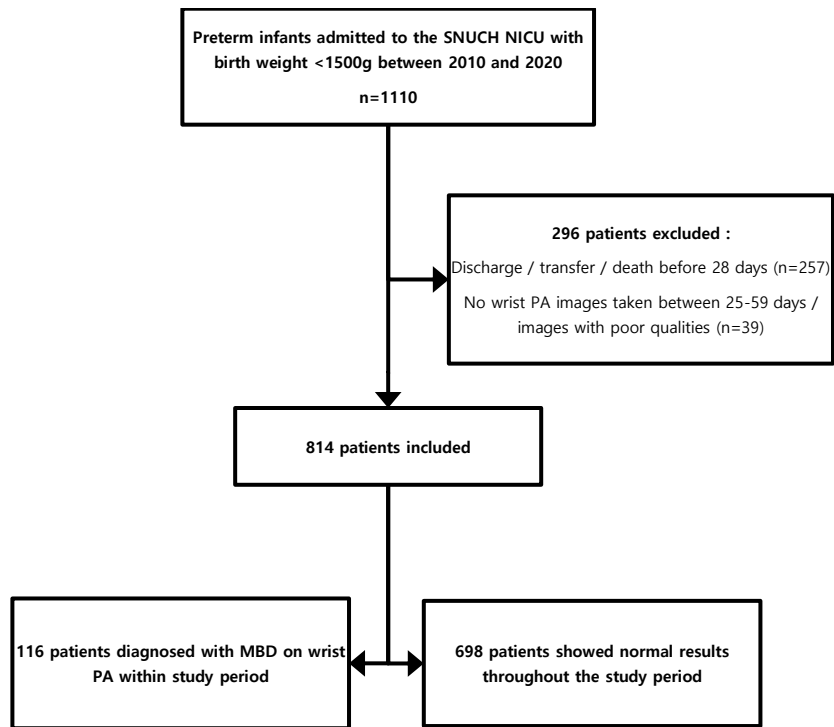 Preterm infants admitted to the SNUCH NICU with
birth weight <1500g between 2010 and 2020
n=1110
296 patients excluded :
Discharge / transfer / death before 28 days (n=257)
No wrist PA images taken between 25-59 days /
images with poor qualities (n=39)
814 patients included
116 patients diagnosed with MBD on wrist
PA within study period
698 patients showed normal results
throughout the study period